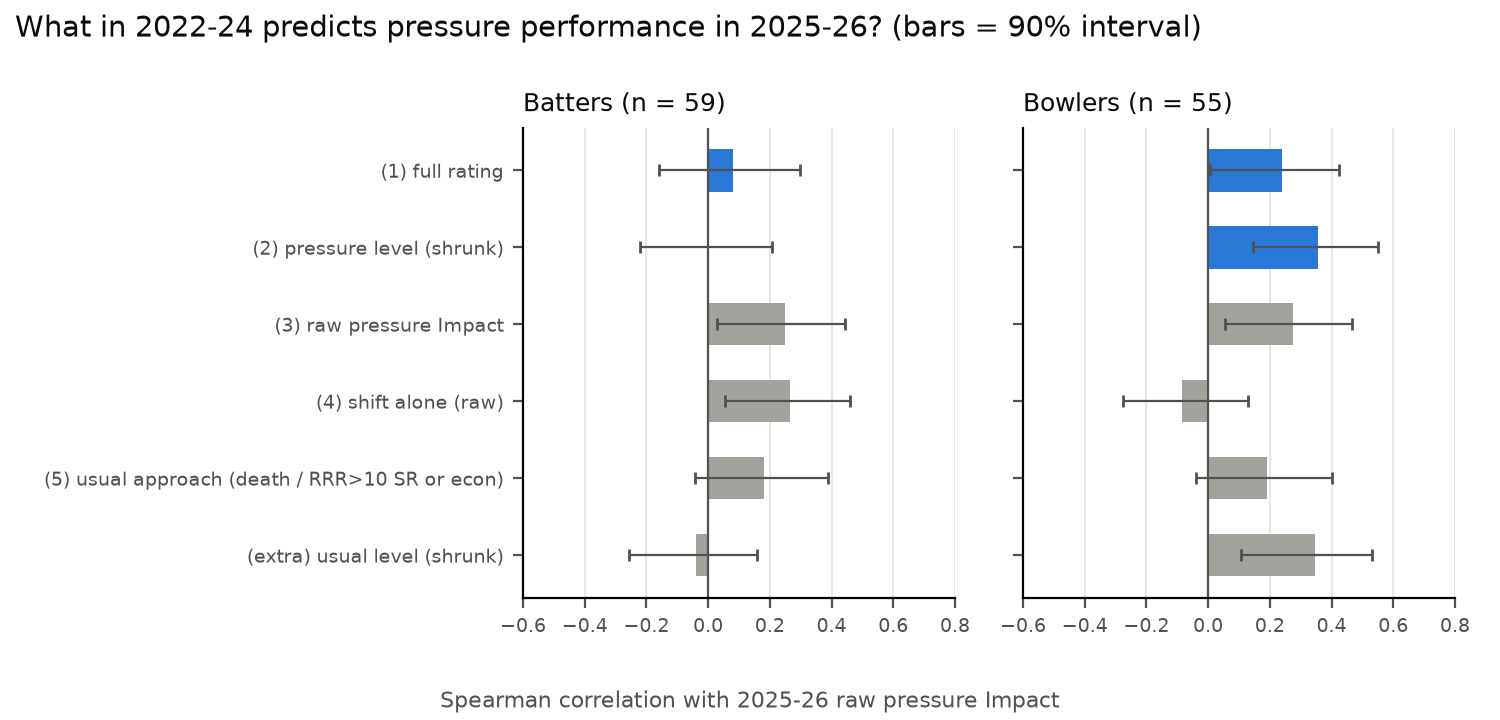 What in 2022-24 predicts pressure performance in 2025-26? (bars = 90% interval)
Batters (n = 59)
Bowlers (n = 55)
(1) full rating
(2) pressure level (shrunk)
(3) raw pressure Impact
(4) shift alone (raw)
(5) usual approach (death / RRR>10 SR or econ)
(extra) usual level (shrunk)
−0.6 −0.4 −0.2 0.0 0.2 0.4 0.6 0.8
−0.6 −0.4 −0.2 0.0 0.2 0.4 0.6 0.8
Spearman correlation with 2025-26 raw pressure Impact